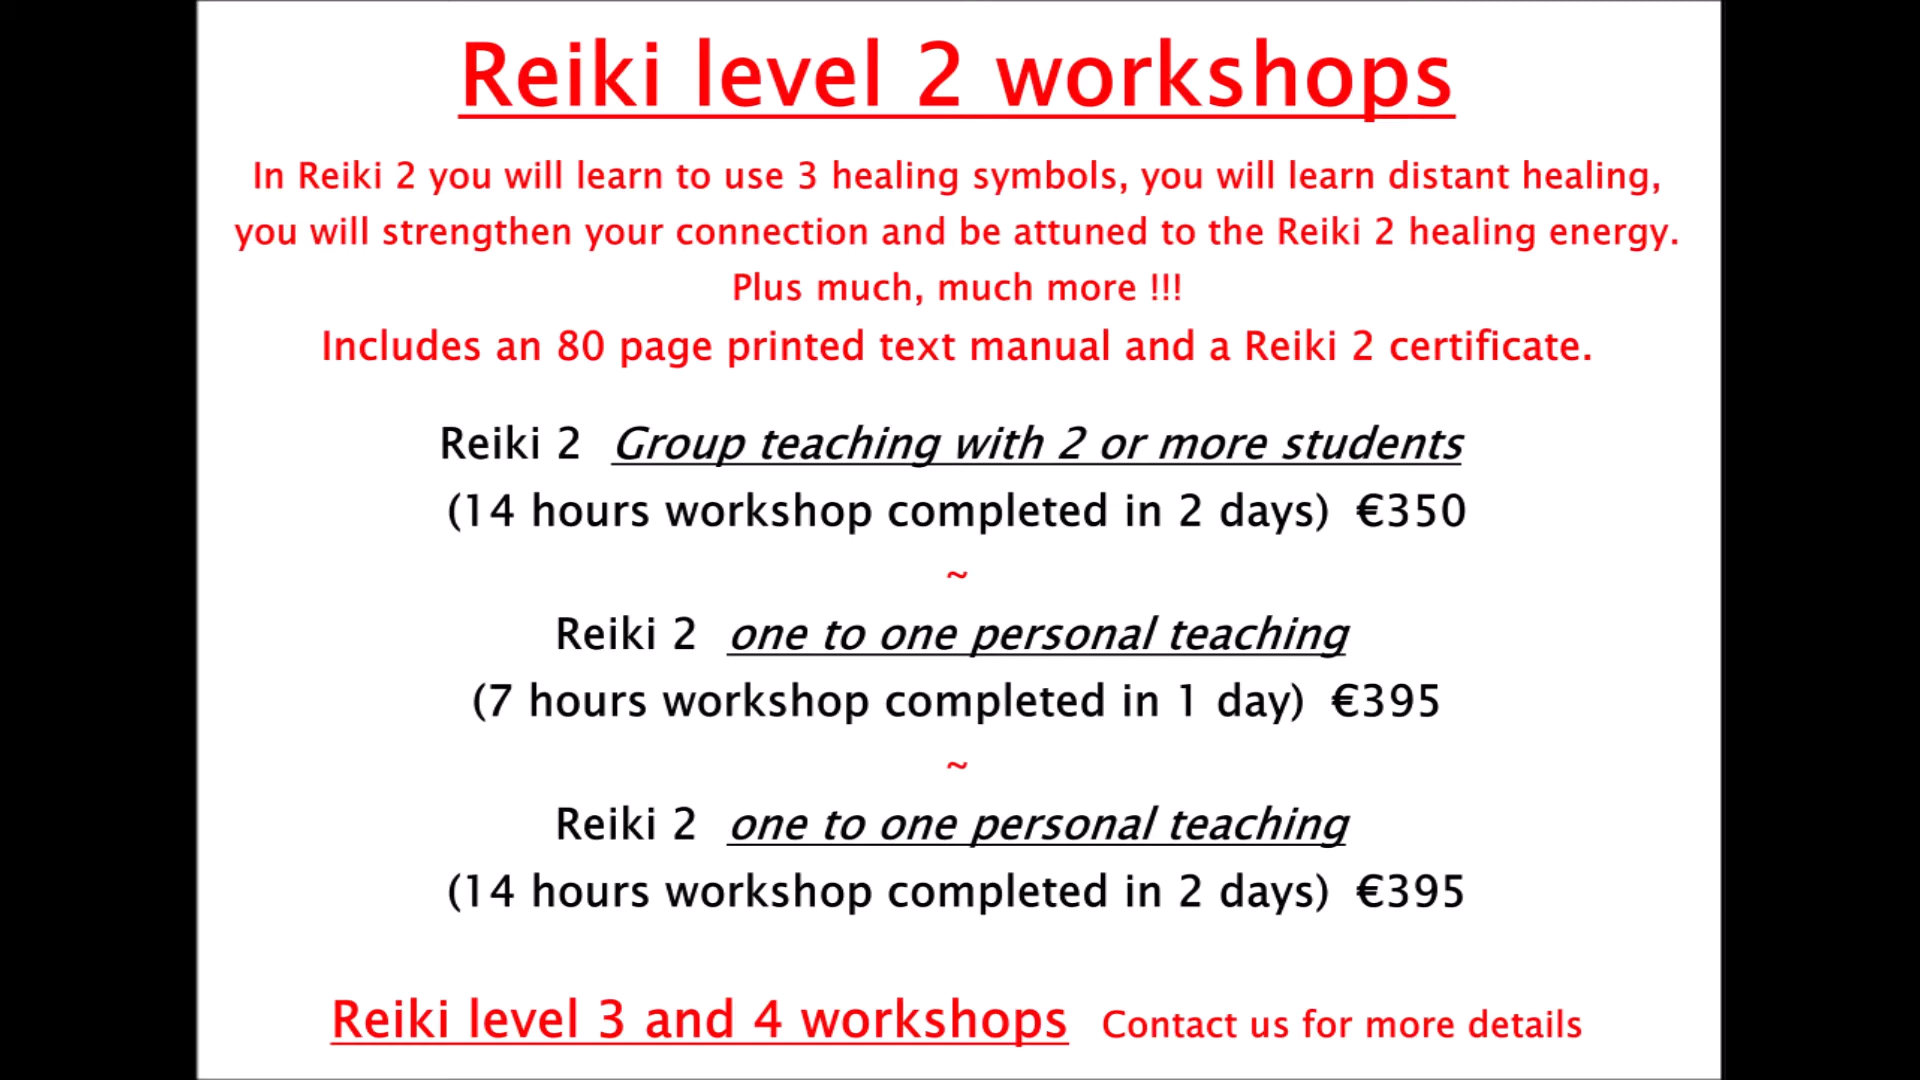 Reiki level 2 workshops
In Reiki 2 you will learn to use 3 healing symbols, you will learn distant healing,
you will strengthen your connection and be attuned to the Reiki 2 healing energy.
Plus much, much more !!!
Includes an 80 page printed text manual and a Reiki 2 certificate.
Reiki 2 Group teaching with 2 or more students
(14 hours workshop completed in 2 days) €350
~
Reiki 2 one to one personal teaching
(7 hours workshop completed in 1 day) €395
~
Reiki 2 one to one personal teaching
(14 hours workshop completed in 2 days) €395
Reiki level 3 and 4 workshops Contact us for more details